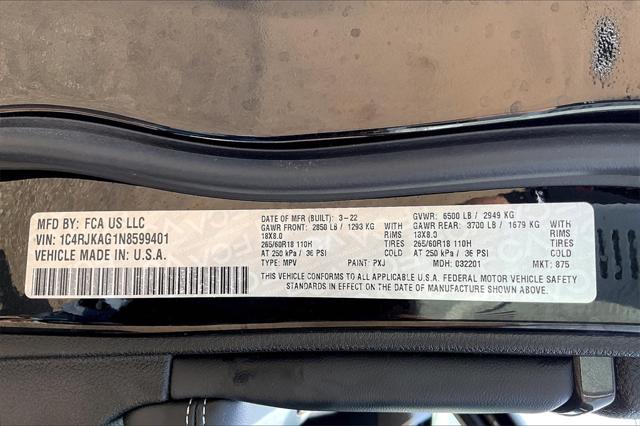 MFD BY: FCA US LLC
VIN: 1C4RJKAG1N8599401
VEHICLE MADE IN: U.S.A.
DATE OF MFR (BUILT): 3-22 GVWR: 6500 LB / 2949 KG
GAWR FRONT: 2850 LB / 1293 KG WITH GAWR REAR: 3700 LB / 1679 KG WITH
18X8.0 RIMS 18X8.0 RIMS
265/60R18 110H TIRES 265/60R18 110H TIRES
AT 250 kPa / 36 PSI COLD AT 250 kPa / 36 PSI COLD
TYPE: MPV PAINT: PXJ MDH: 032201 MKT: 875
THIS VEHICLE CONFORMS TO ALL APPLICABLE U.S.A. FEDERAL MOTOR VEHICLE SAFETY
STANDARDS IN EFFECT ON THE DATE OF MANUFACTURE SHOWN ABOVE.